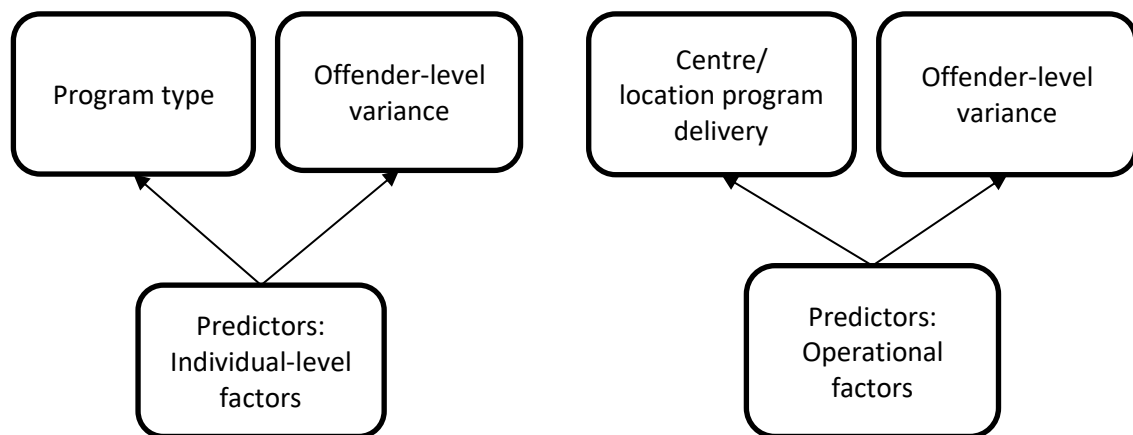 Program type
Offender-level
variance
Centre/
location program
delivery
Offender-level
variance
Predictors:
Individual-level
factors
Predictors:
Operational
factors